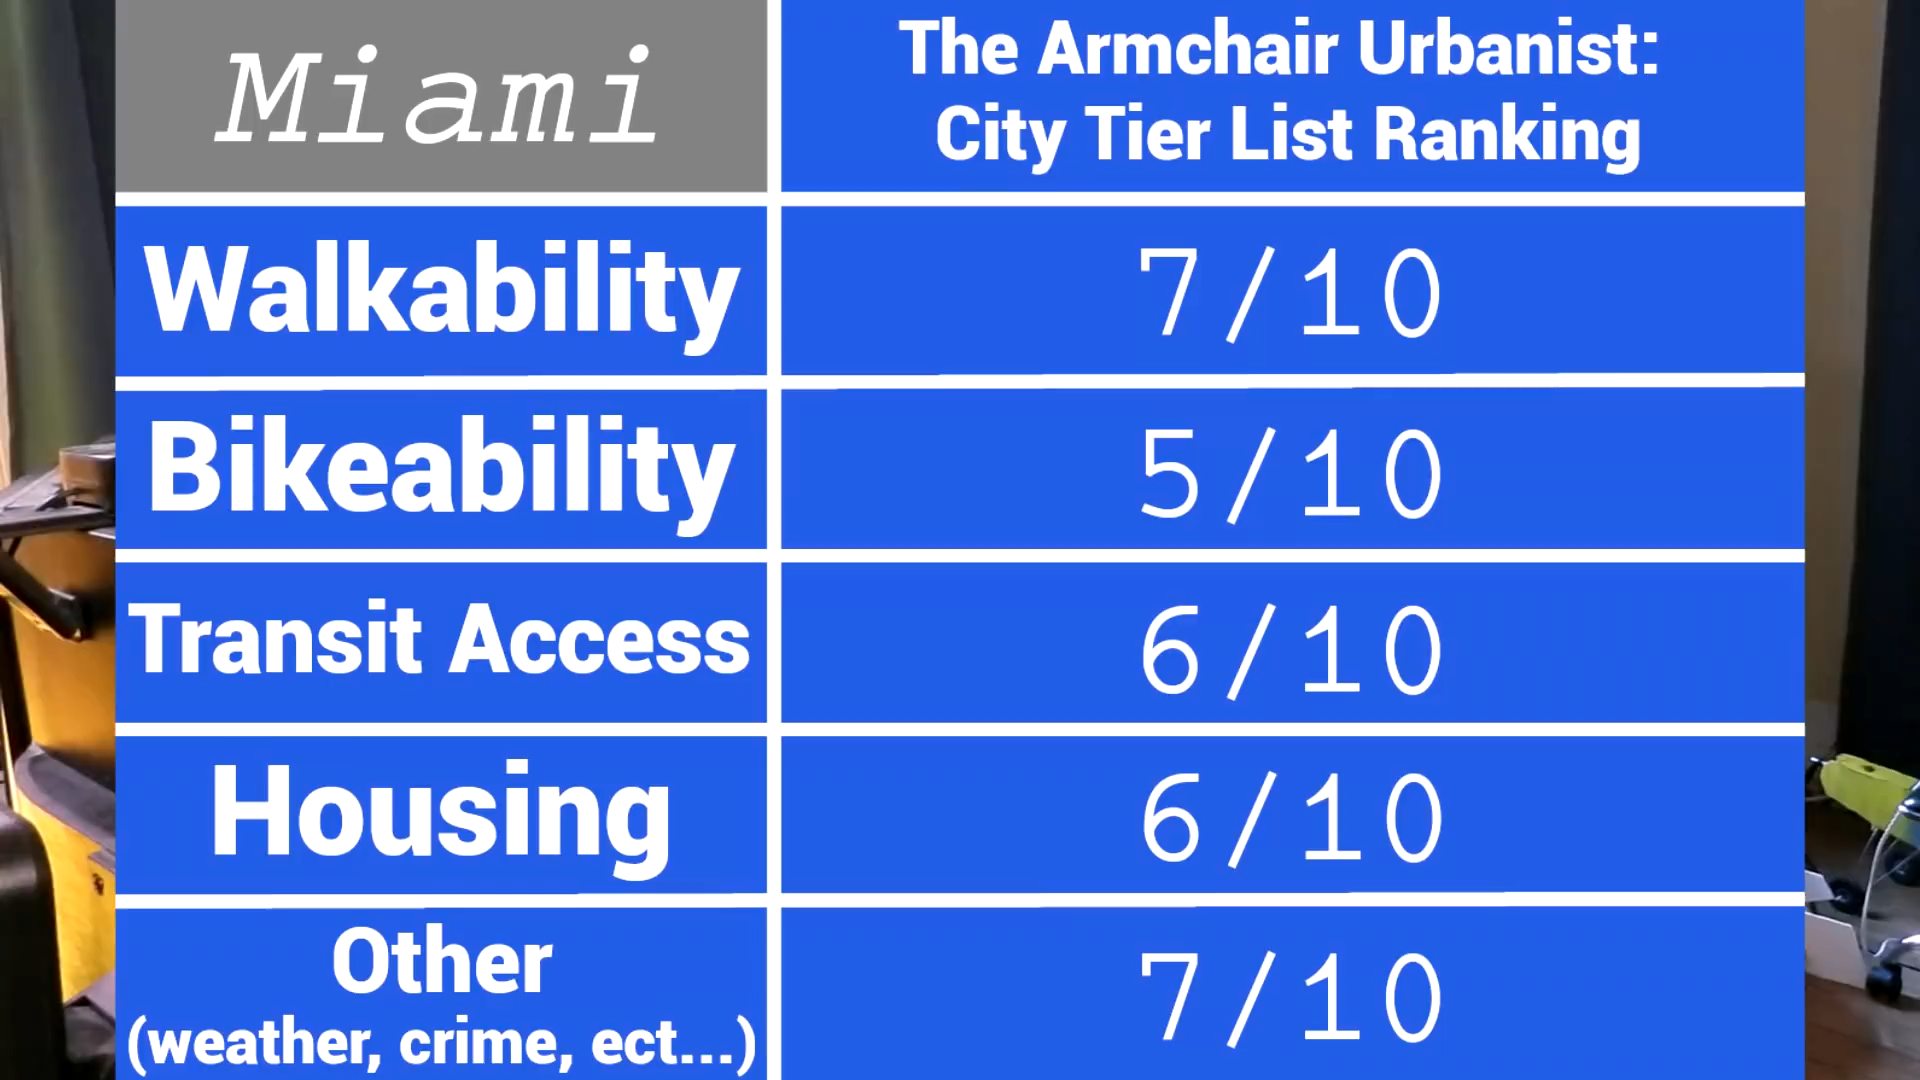 Miami
The Armchair Urbanist:
City Tier List Ranking
Walkability
7/10
Bikeability
5/10
Transit Access
6/10
Housing
6/10
Other
(weather, crime, ect...)
7/10